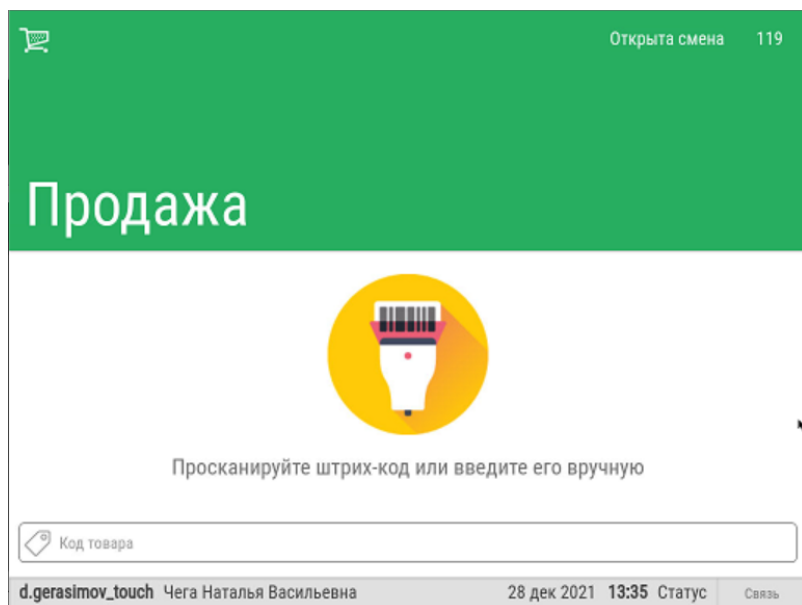 Открыта смена 119
Продажа
Просканируйте штрих-код или введите его вручную
Код товара
d.gerasimov_touch Чега Наталья Васильевна 28 дек 2021 13:35 Статус Связь